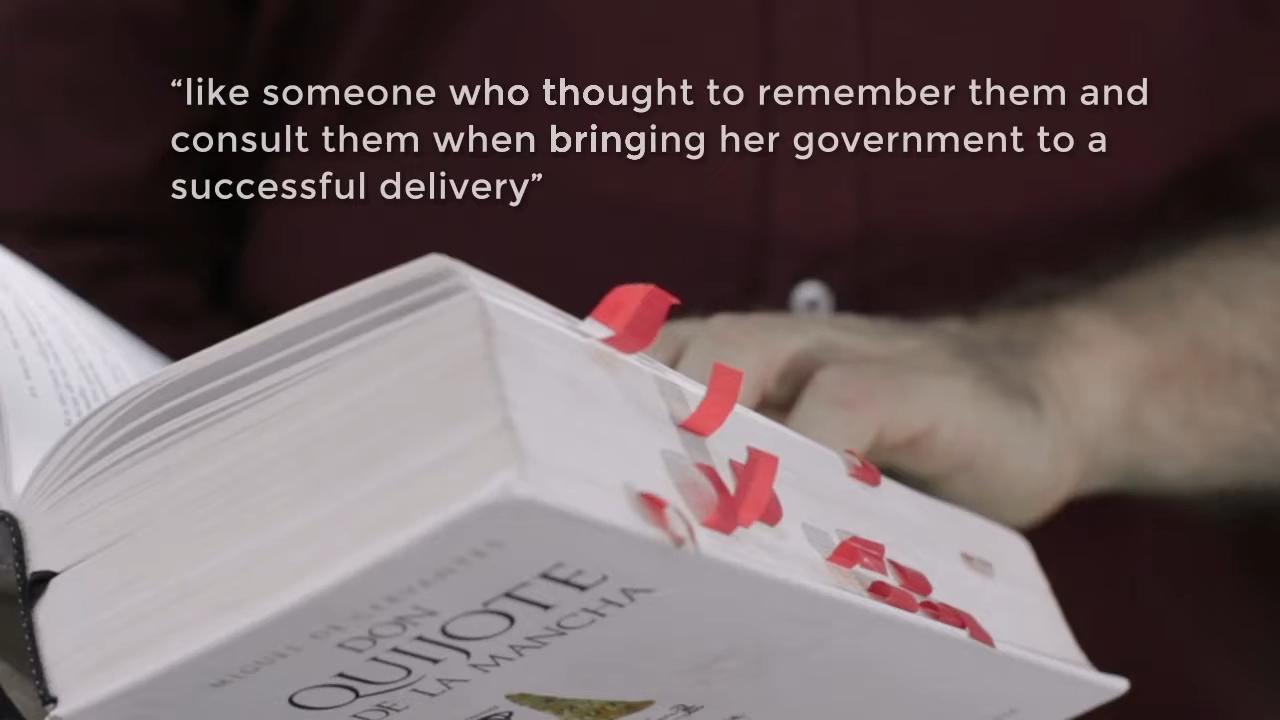 “like someone who thought to remember them and
consult them when bringing her government to a
successful delivery”
MIGUEL DE CERVANTES
DON
QUIJOTE
DE LA MANCHA